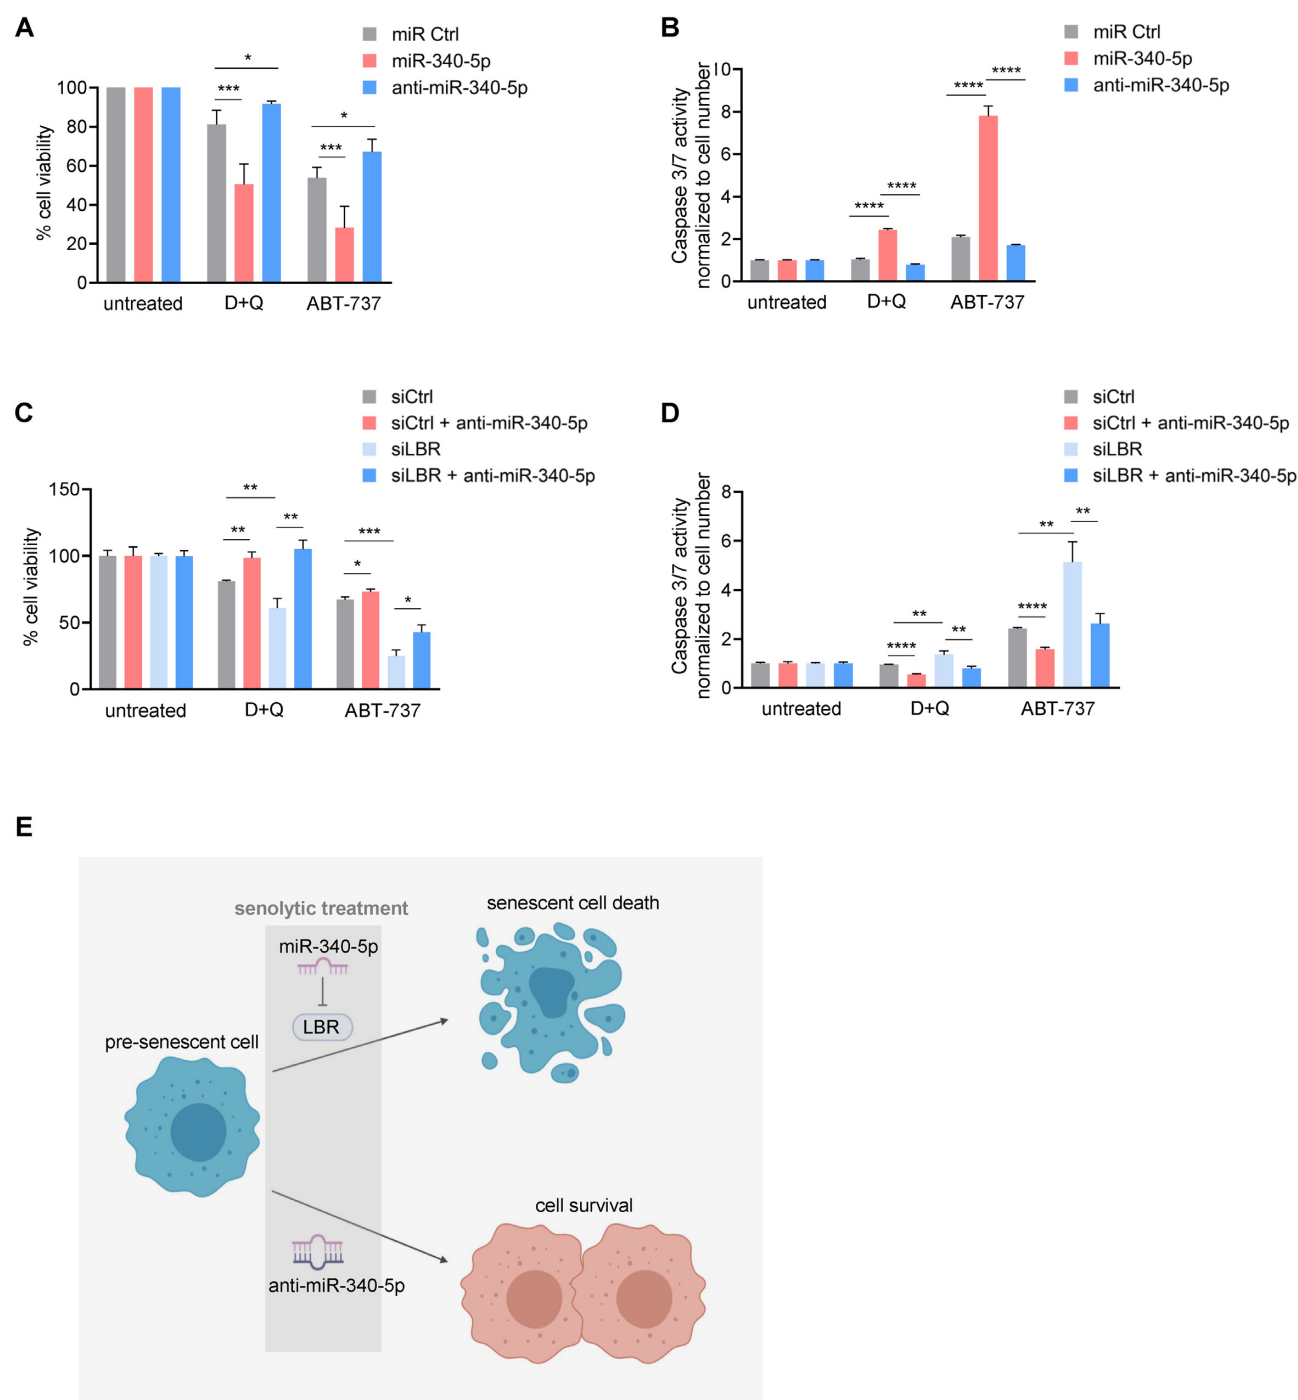 A
miR Ctrl
miR-340-5p
anti-miR-340-5p
% cell viability
100
80
60
40
20
0
*
***
*
***
untreated
D+Q
ABT-737
B
miR Ctrl
miR-340-5p
anti-miR-340-5p
Caspase 3/7 activity
normalized to cell number
10
8
6
4
2
0
****
****
****
****
untreated
D+Q
ABT-737
C
siCtrl
siCtrl + anti-miR-340-5p
siLBR
siLBR + anti-miR-340-5p
% cell viability
150
100
50
0
**
**
**
***
*
*
untreated
D+Q
ABT-737
D
siCtrl
siCtrl + anti-miR-340-5p
siLBR
siLBR + anti-miR-340-5p
Caspase 3/7 activity
normalized to cell number
8
6
4
2
0
**
****
**
**
**
****
untreated
D+Q
ABT-737
E
senolytic treatment
miR-340-5p
LBR
senescent cell death
pre-senescent cell
cell survival
anti-miR-340-5p